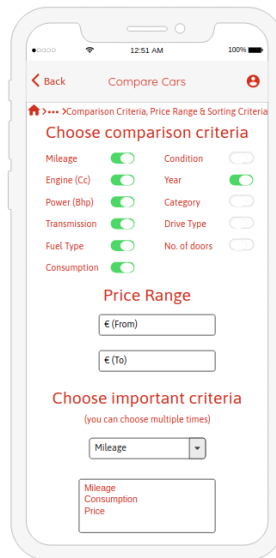 12:51 AM 100%
Back Compare Cars
>••• >Comparison Criteria, Price Range & Sorting Criteria
Choose comparison criteria
Mileage Condition
Engine (Cc) Year
Power (Bhp) Category
Transmission Drive Type
Fuel Type No. of doors
Consumption
Price Range
€ (From)
€ (To)
Choose important criteria
(you can choose multiple times)
Mileage
Mileage
Consumption
Price